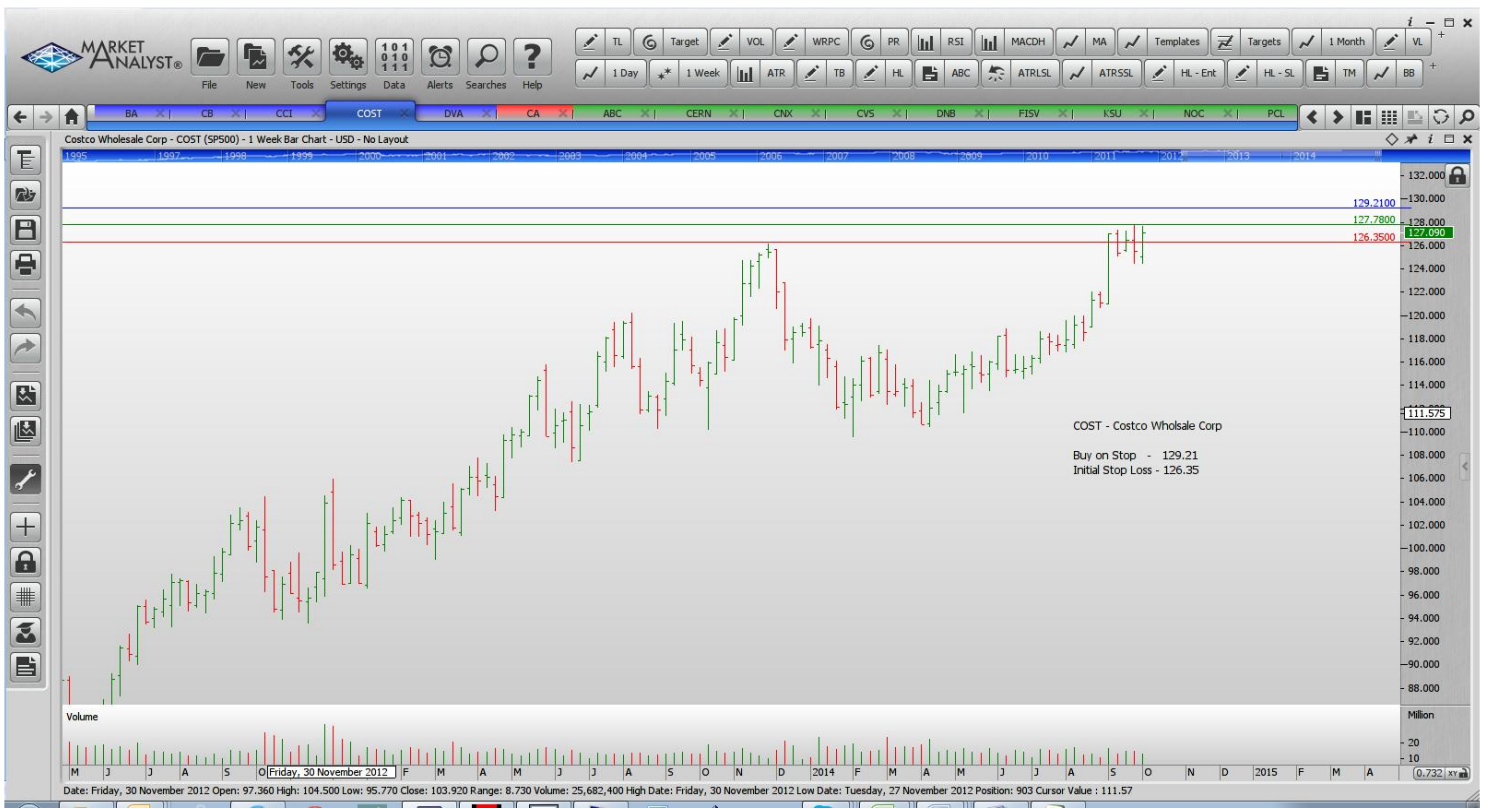 i
MARKET
ANALYST®
File New Tools Settings Data Alerts Searches Help
TL Target VOL WRPC PR RSI MACDH MA Templates Targets 1 Month VL
1 Day 1 Week ATR TB HL ABC ATRLSL ATRSSL HL - Ent HL - SL TM BB
BA CB CCI COST DVA CA ABC CERN CNX CVS DNB FISV KSU NOC PCL
Costco Wholesale Corp - COST (SP500) - 1 Week Bar Chart - USD - No Layout
1995 1997 1998 1999 2000 2001 2002 2003 2004 2005 2006 2007 2008 2009 2010 2011 2012 2013 2014
132.000
130.000
129.2100
127.7800
128.000
127.090
126.3500
126.000
124.000
122.000
120.000
118.000
116.000
114.000
111.575
110.000
COST - Costco Wholsale Corp
108.000
Buy on Stop - 129.21
Initial Stop Loss - 126.35
106.000
104.000
102.000
100.000
98.000
96.000
94.000
92.000
90.000
88.000
Volume
Million
20
10
M J J A S O Friday, 30 November 2012 F M A M J J A S O N D 2014 F M A M J J A S O N D 2015 F M A
0.732 XY
Date: Friday, 30 November 2012 Open: 97.360 High: 104.500 Low: 95.770 Close: 103.920 Range: 8.730 Volume: 25,682,400 High Date: Friday, 30 November 2012 Low Date: Tuesday, 27 November 2012 Position: 903 Cursor Value : 111.57